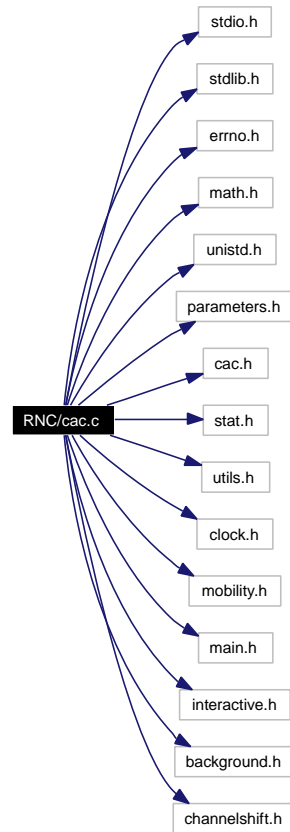 stdio.h
stdlib.h
errno.h
math.h
unistd.h
parameters.h
cac.h
RNC/cac.c
stat.h
utils.h
clock.h
mobility.h
main.h
interactive.h
background.h
channelshift.h